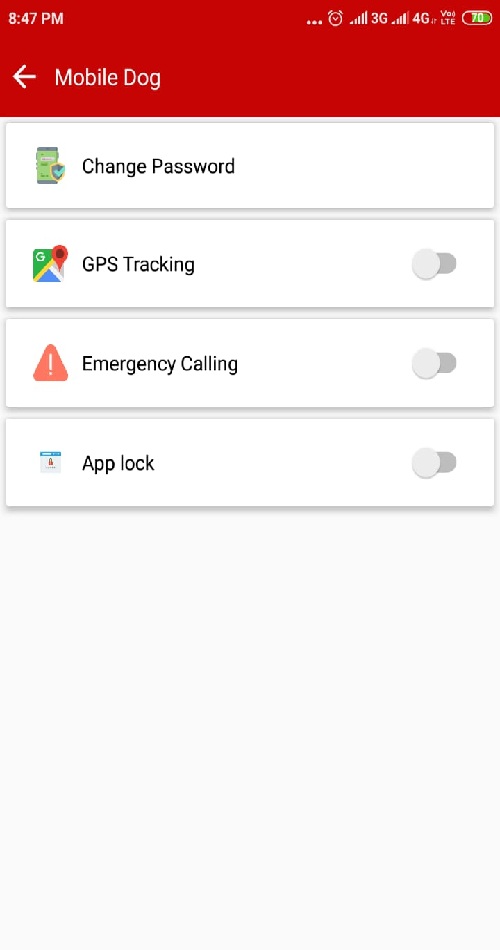 8:47 PM ... 3G 4G Vo) LTE 70
Mobile Dog
Change Password
G
GPS Tracking
Emergency Calling
App lock